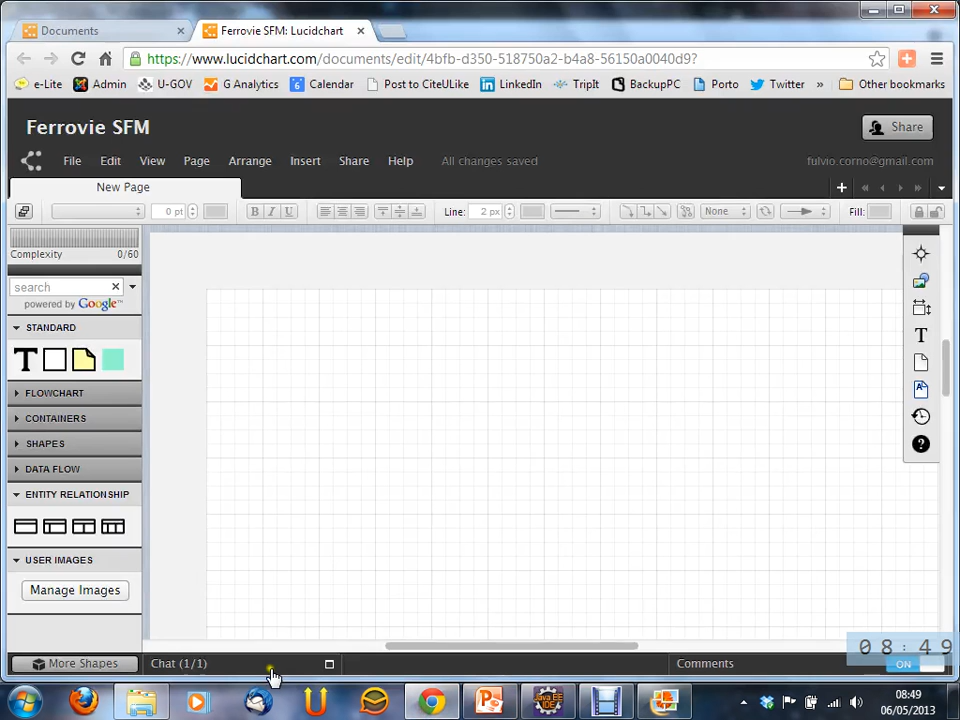 Documents
Ferrovie SFM: Lucidchart
https://www.lucidchart.com/documents/edit/4bfb-d350-518750a2-b4a8-56150a0040d9?
e-Lite Admin U-GOV G Analytics Calendar Post to CiteULike LinkedIn TripIt BackupPC Porto Twitter » Other bookmarks
Ferrovie SFM
Share
File Edit View Page Arrange Insert Share Help All changes saved fulvio.corno@gmail.com
New Page
0 pt B I U Line: 2 px None Fill:
Complexity 0/60
search
powered by Google™
STANDARD
T
FLOWCHART
CONTAINERS
SHAPES
DATA FLOW
ENTITY RELATIONSHIP
USER IMAGES
Manage Images
More Shapes Chat (1/1) Comments ON
08:49
08:49
06/05/2013